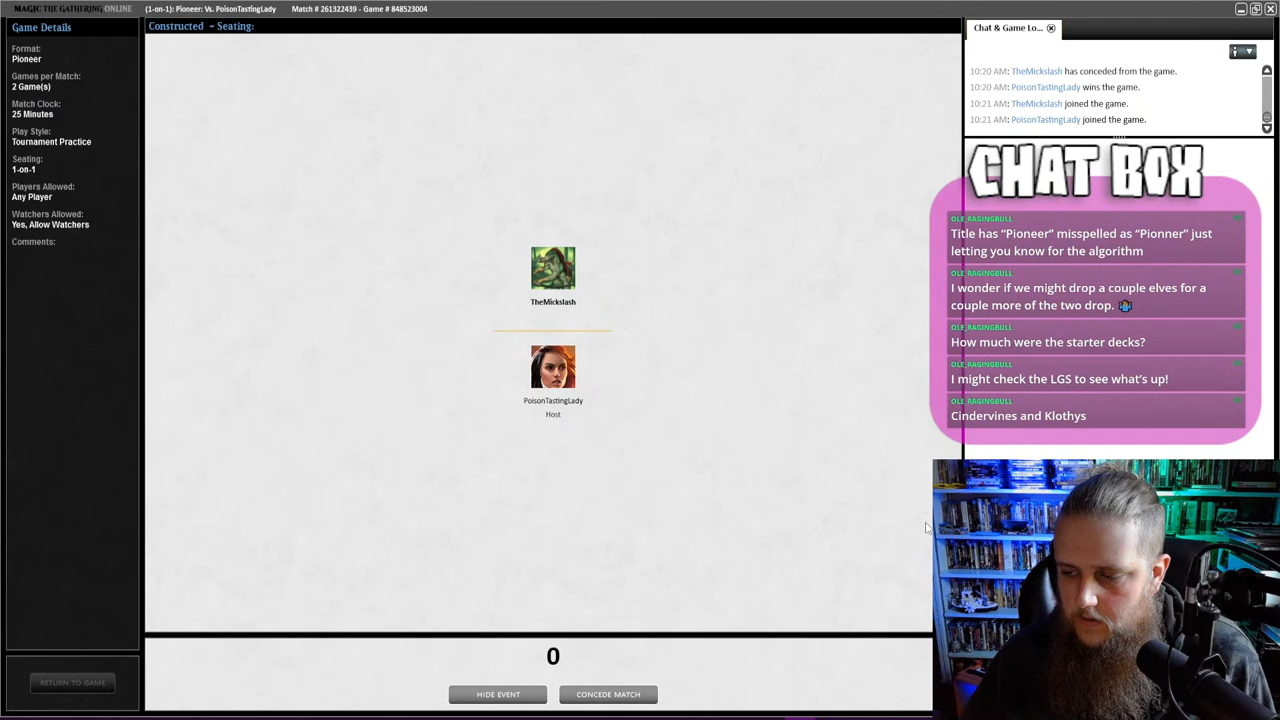 MAGIC THE GATHERING ONLINE
(1-on-1): Pioneer: Vs. PoisonTastingLady
Match # 261322439 - Game # 848523004
Game Details
Format:
Pioneer
Games per Match:
2 Game(s)
Match Clock:
25 Minutes
Play Style:
Tournament Practice
Seating:
1-on-1
Players Allowed:
Any Player
Watchers Allowed:
Yes, Allow Watchers
Comments:
RETURN TO GAME
Constructed - Seating:
TheMickslash
PoisonTastingLady
Host
0
HIDE EVENT
CONCEDE MATCH
Chat & Game Lo...
10:20 AM: TheMickslash has conceded from the game.
10:20 AM: PoisonTastingLady wins the game.
10:21 AM: TheMickslash joined the game.
10:21 AM: PoisonTastingLady joined the game.
CHAT BOX
OLE_RAGINGBULL
Title has “Pioneer” misspelled as “Pionner” just
letting you know for the algorithm
OLE_RAGINGBULL
I wonder if we might drop a couple elves for a
couple more of the two drop.
OLE_RAGINGBULL
How much were the starter decks?
OLE_RAGINGBULL
I might check the LGS to see what’s up!
OLE_RAGINGBULL
Cindervines and Klothys